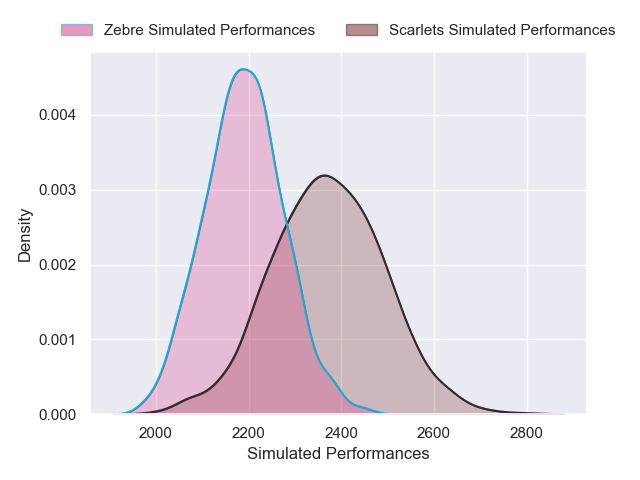 Zebre Simulated Performances Scarlets Simulated Performances
0.004
0.003
Density
0.002
0.001
0.000
2000 2200 2400 2600 2800
Simulated Performances